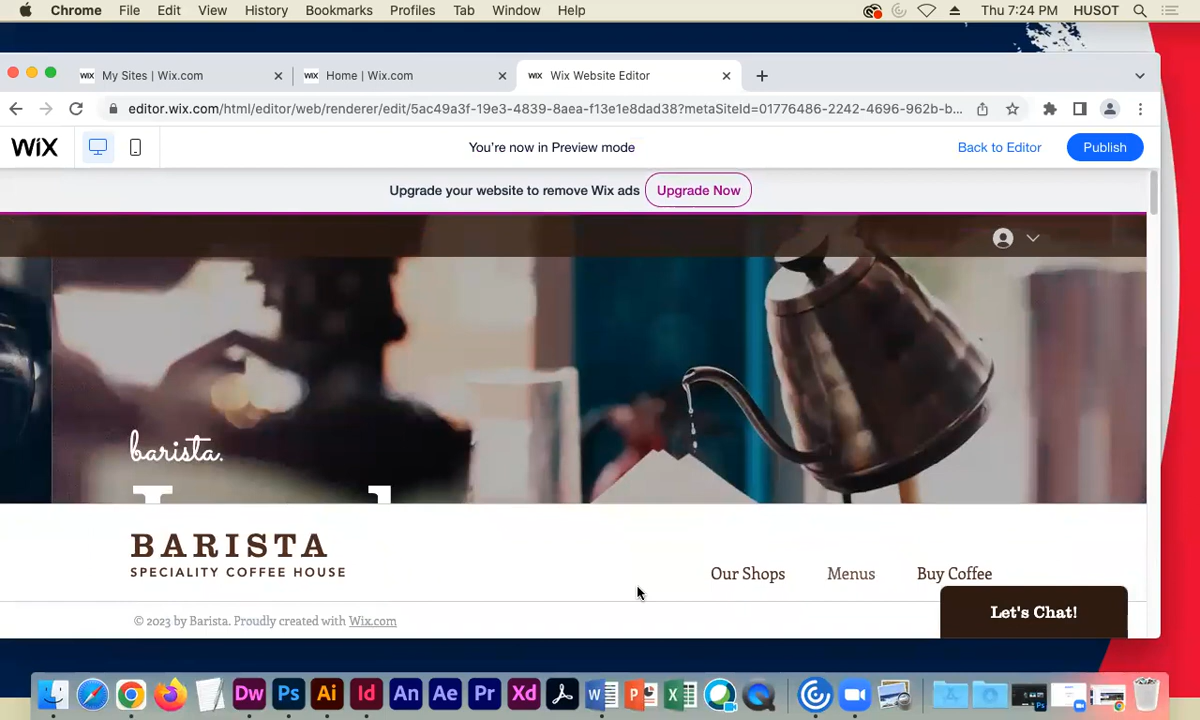 Chrome File Edit View History Bookmarks Profiles Tab Window Help Thu 7:24 PM HUSOT
WiX My Sites | Wix.com WiX Home | Wix.com WiX Wix Website Editor
editor.wix.com/html/editor/web/renderer/edit/5ac49a3f-19e3-4839-8aea-f13e1e8dad38?metaSiteId=01776486-2242-4696-962b-b...
WiX You're now in Preview mode Back to Editor Publish
Upgrade your website to remove Wix ads Upgrade Now
barista.
BARISTA
SPECIALITY COFFEE HOUSE
Our Shops Menus Buy Coffee
Let's Chat!
© 2023 by Barista. Proudly created with Wix.com
Dw Ps Ai Id An Ae Pr Xd W P X